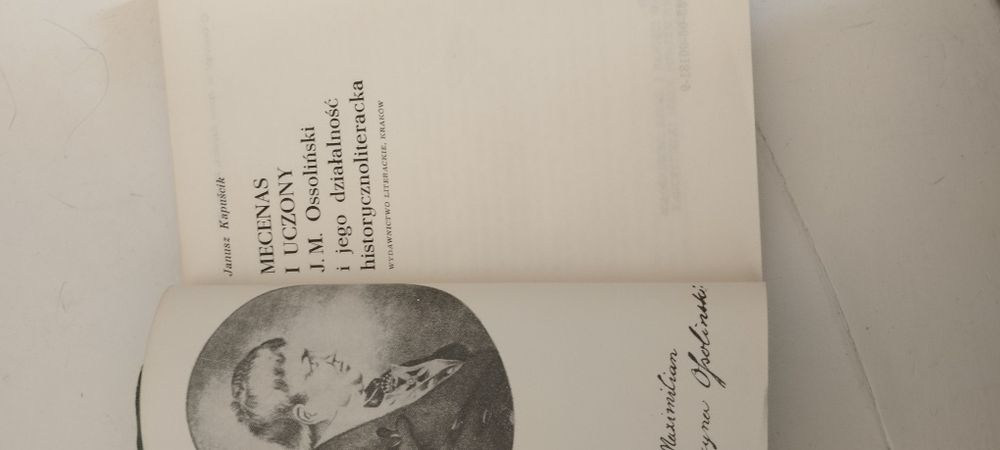 Janusz Kapuścik
MECENAS
I UCZONY
J. M. Ossoliński
i jego działalność
historycznoliteracka
WYDAWNICTWO LITERACKIE, KRAKÓW
Maximilian
Ossoliński